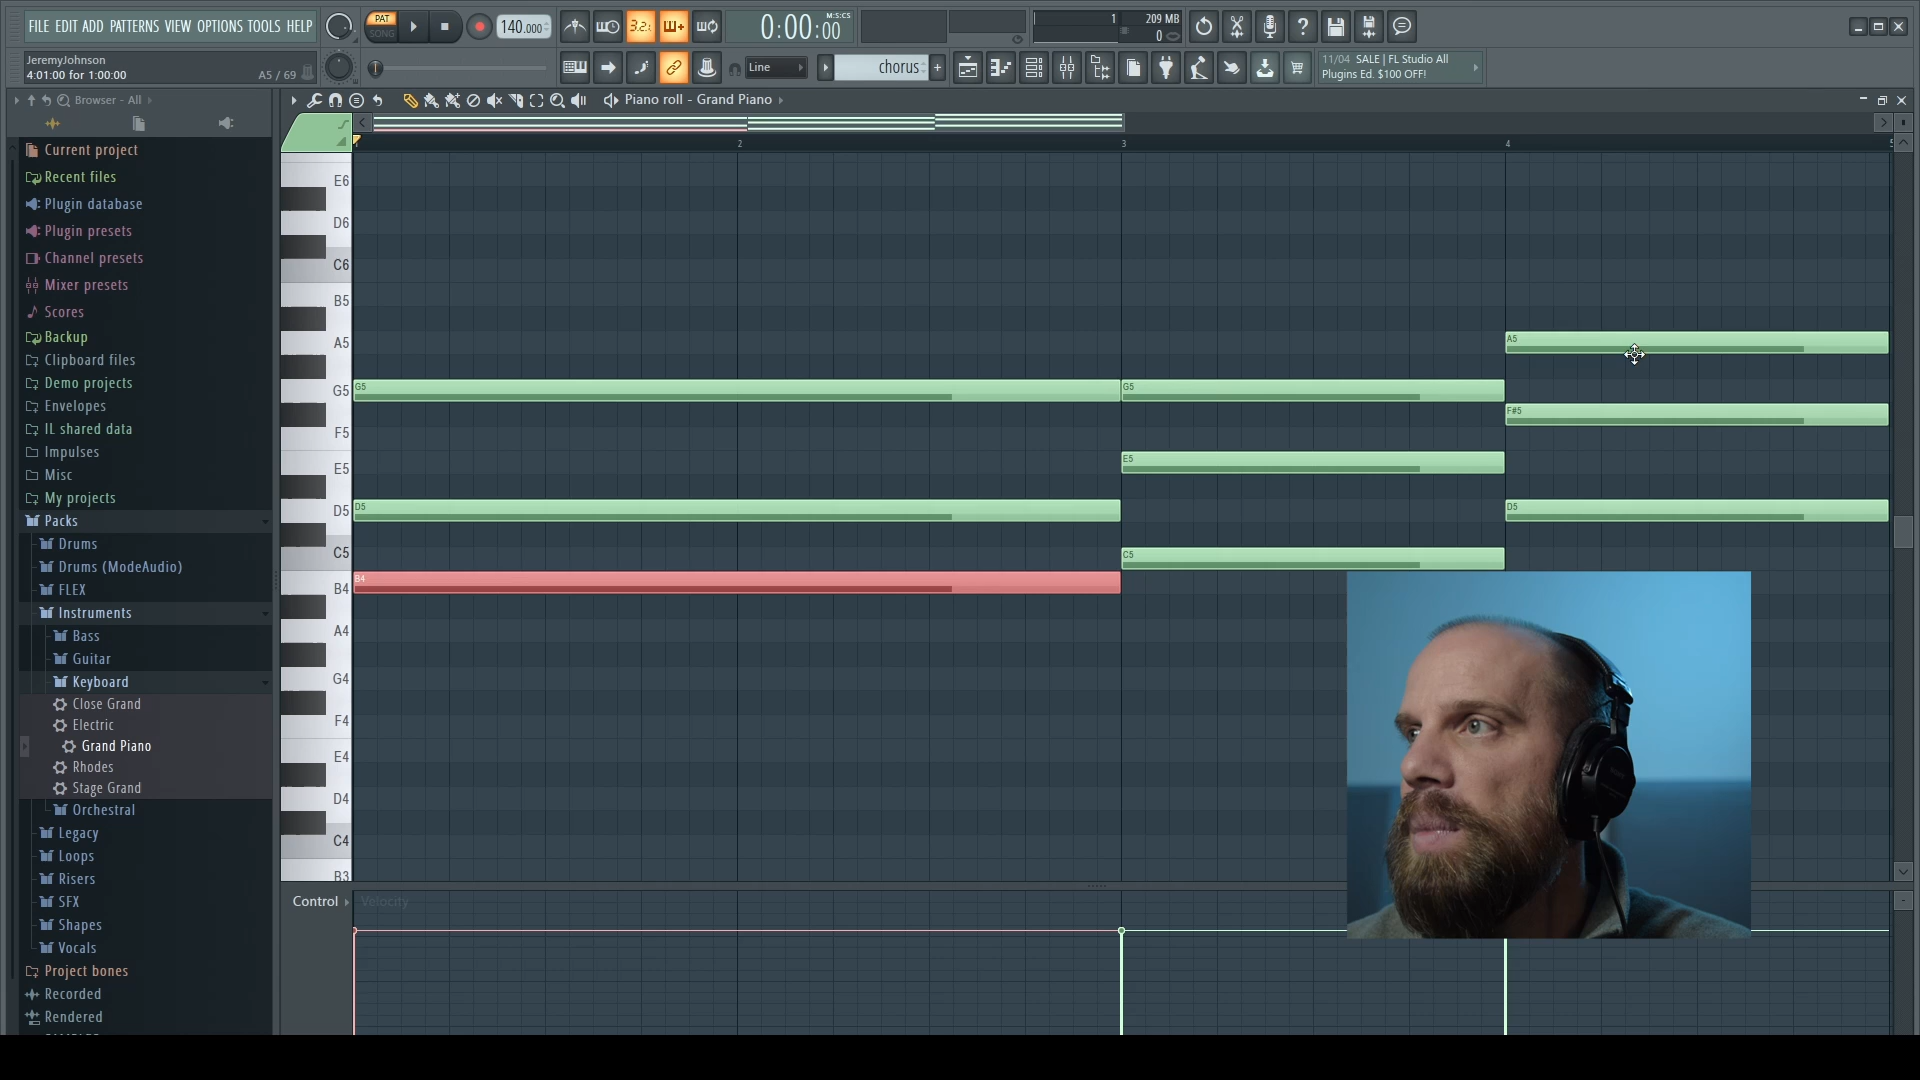 FILE EDIT ADD PATTERNS VIEW OPTIONS TOOLS HELP
PAT
SONG
140.000
3.2:
0:00:00
M:S:CS
1
209 MB
0
JeremyJohnson
4:01:00 for 1:00:00
A5 / 69
Line
chorus
11/04 SALE | FL Studio All
Plugins Ed. $100 OFF!
Browser - All
Piano roll - Grand Piano
Current project
Recent files
Plugin database
Plugin presets
Channel presets
Mixer presets
Scores
Backup
Clipboard files
Demo projects
Envelopes
IL shared data
Impulses
Misc
My projects
Packs
Drums
Drums (ModeAudio)
FLEX
Instruments
Bass
Guitar
Keyboard
Close Grand
Electric
Grand Piano
Rhodes
Stage Grand
Orchestral
Legacy
Loops
Risers
SFX
Shapes
Vocals
Project bones
Recorded
Rendered
2
3
4
E6
D6
C6
B5
A5
G5
F5
E5
D5
C5
B4
A4
G4
F4
E4
D4
C4
B3
A5
G5
G5
F#5
E5
D5
D5
C5
B4
Control
Velocity